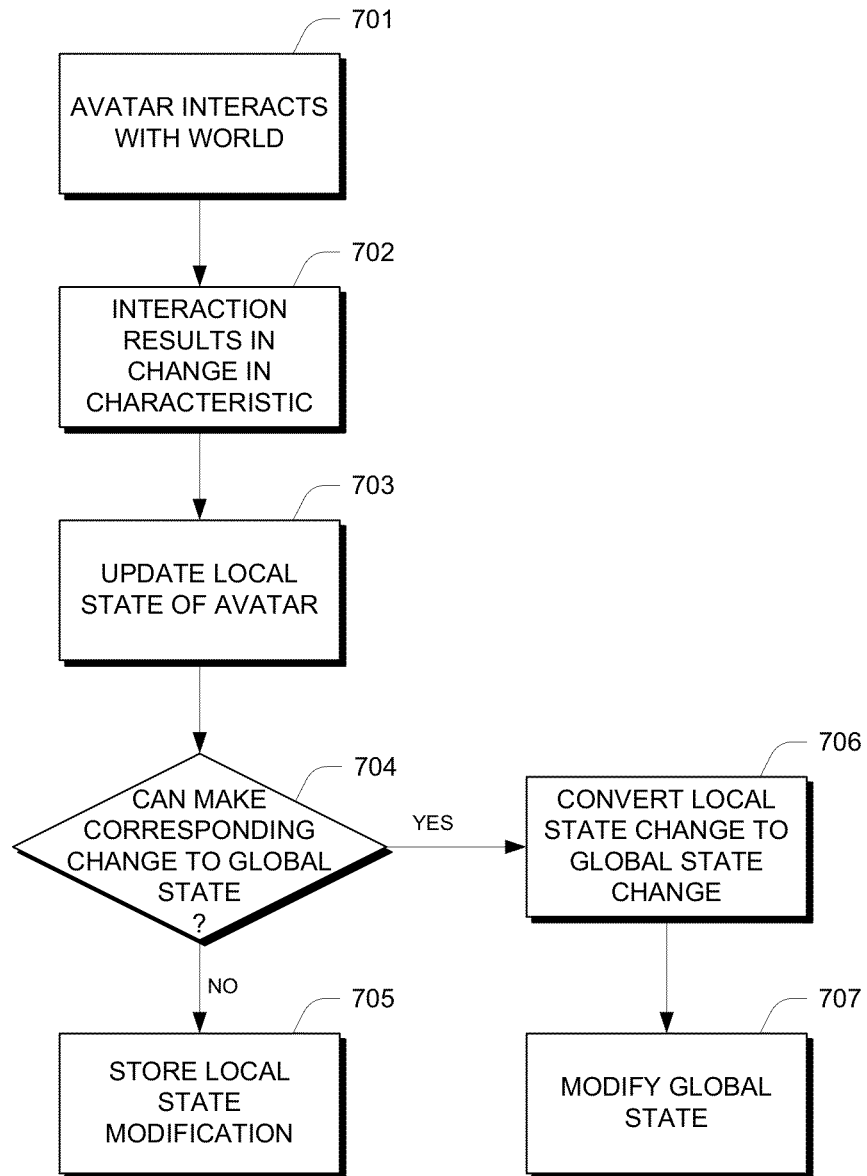 701
AVATAR INTERACTS
WITH WORLD
702
INTERACTION
RESULTS IN
CHANGE IN
CHARACTERISTIC
703
UPDATE LOCAL
STATE OF AVATAR
704
CAN MAKE
CORRESPONDING
CHANGE TO GLOBAL
STATE
?
YES
706
CONVERT LOCAL
STATE CHANGE TO
GLOBAL STATE
CHANGE
NO
705
STORE LOCAL
STATE
MODIFICATION
707
MODIFY GLOBAL
STATE